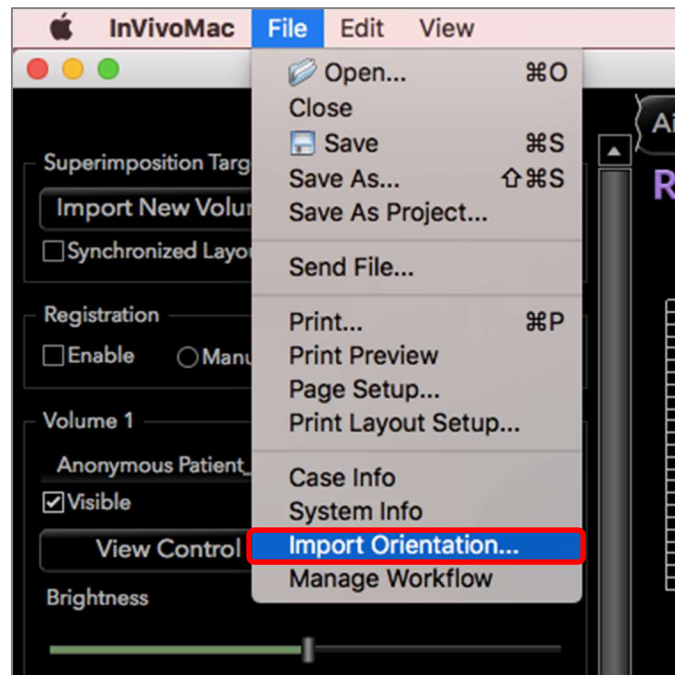 InVivoMac File Edit View
Open... ⌘O
Close
Save ⌘S
Save As... ⇧⌘S
Save As Project...
Send File...
Print... ⌘P
Print Preview
Page Setup...
Print Layout Setup...
Case Info
System Info
Import Orientation...
Manage Workflow
Superimposition Targ
Import New Volu
Synchronized Layo
Registration
Enable Manu
Volume 1
Anonymous Patient_
Visible
View Control
Brightness
Ai
R